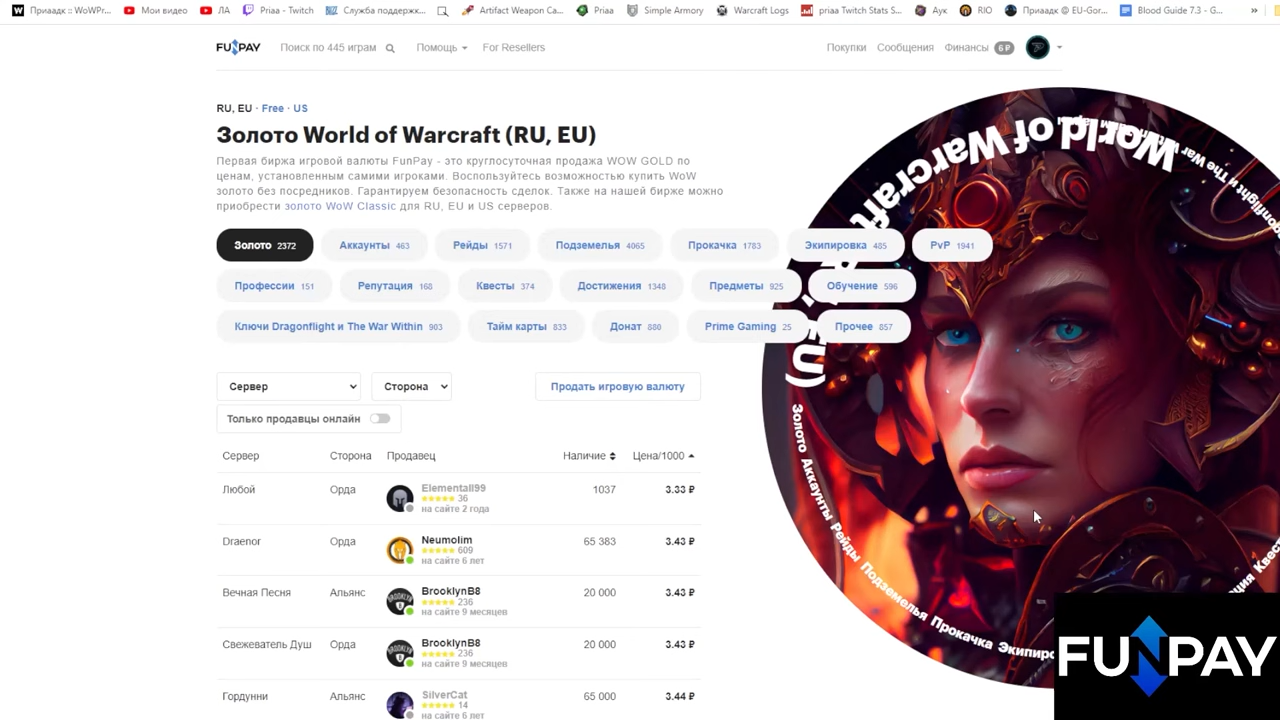 Приаадк :: WoWPr...
Мои видео
ЛА
Priaa - Twitch
Служба поддержк...
Artifact Weapon Ca...
Priaa
Simple Armory
Warcraft Logs
priaa Twitch Stats S...
Аук
RIO
Приаадк @ EU-Gor...
Blood Guide 7.3 - G...
»
FUNPAY
Поиск по 445 играм
Помощь
For Resellers
Покупки
Сообщения
Финансы 6 ₽
RU, EU · Free · US
Золото World of Warcraft (RU, EU)
Первая биржа игровой валюты FunPay - это круглосуточная продажа WOW GOLD по
ценам, установленным самими игроками. Воспользуйтесь возможностью купить WoW
золото без посредников. Гарантируем безопасность сделок. Также на нашей бирже можно
приобрести золото WoW Classic для RU, EU и US серверов.
Золото 2372
Аккаунты 463
Рейды 1571
Подземелья 4065
Прокачка 1783
Экипировка 485
PvP 1941
Профессии 151
Репутация 168
Квесты 374
Достижения 1348
Предметы 925
Обучение 596
Ключи Dragonflight и The War Within 903
Тайм карты 833
Донат 880
Prime Gaming 25
Прочее 857
Сервер
Сторона
Продать игровую валюту
Только продавцы онлайн
Сервер Сторона Продавец Наличие Цена/1000
Любой Орда Elementall99 1037 3.33 ₽
36
на сайте 2 года
Draenor Орда Neumolim 65 383 3.43 ₽
609
на сайте 6 лет
Вечная Песня Альянс BrooklynB8 20 000 3.43 ₽
236
на сайте 9 месяцев
Свежеватель Душ Орда BrooklynB8 20 000 3.43 ₽
236
на сайте 9 месяцев
Гордунни Альянс SilverCat 65 000 3.44 ₽
14
на сайте 6 лет
World of Warcraft
EU)
Золото Аккаунты Рейды Подземелья Прокачка Экипиро
FUNPAY